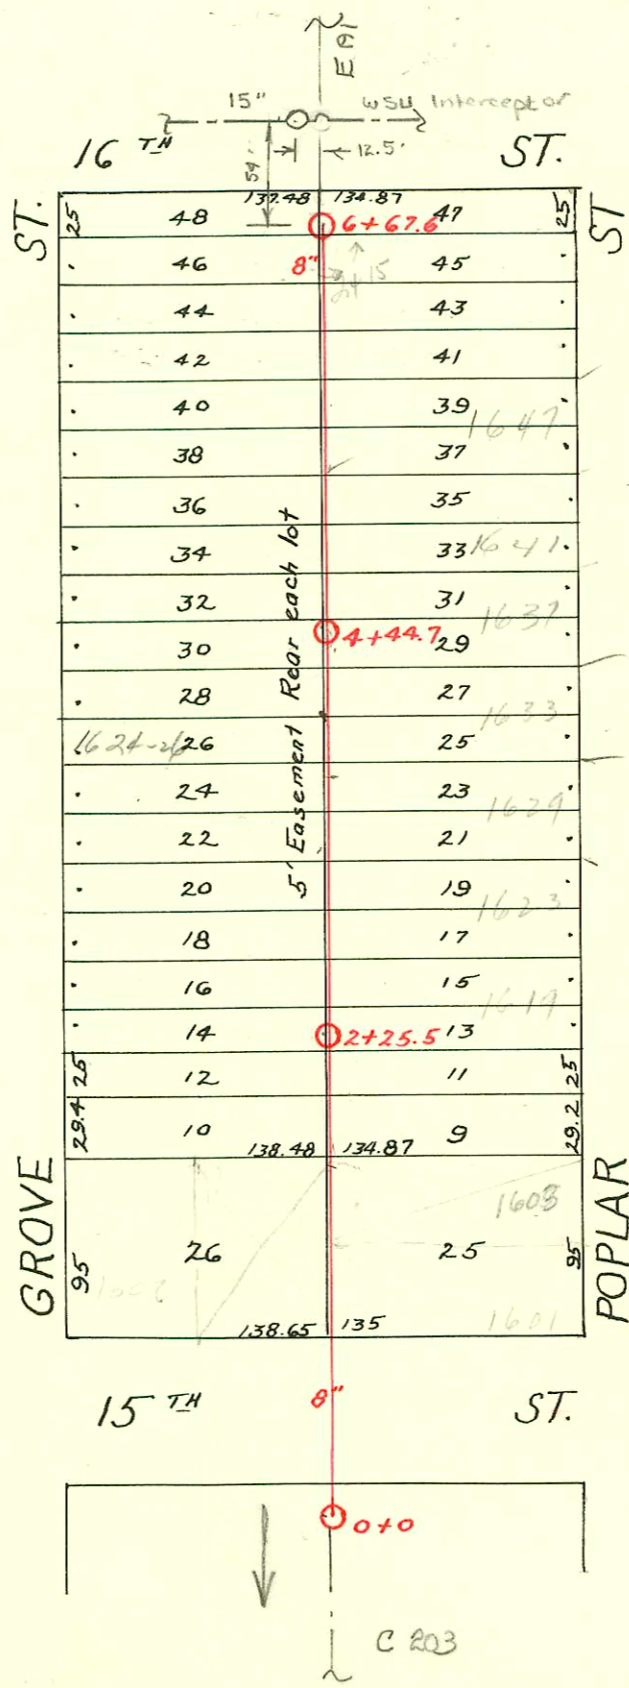 E
15" WSU Interceptor
54' 12.5'
16 TH ST.
ST. ST
137.48 134.87
25 48 47 25
6+67.6
46 8" 45
15
44 43
42 41
40 39
1647
38 37
36 35
34 33 1641
32 31
1637
4+44.7
30 29
28 27
1633
1624-26 26 25
24 23
1629
22 21
20 19
1623
18 17
16 15
1619
14 2+25.5 13
25 12 11 25
29.4 10 9 29.2
138.48 134.87
5' Easement Rear each lot
GROVE POPLAR
1603
95 26 25 95
138.65 135
1601
15 TH 8" ST.
0+0
C 203